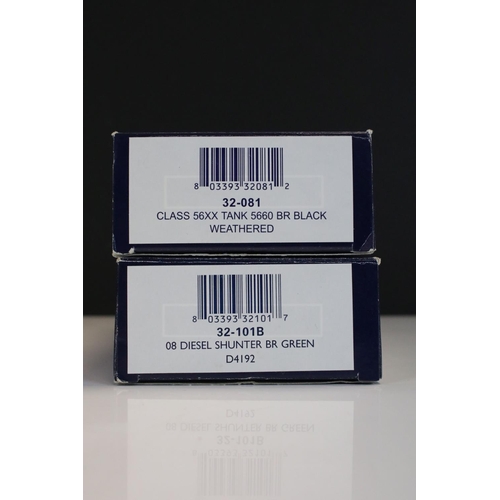 8 03393 32081 2
32-081
CLASS 56XX TANK 5660 BR BLACK
WEATHERED
8 03393 32101 7
32-101B
08 DIESEL SHUNTER BR GREEN
D4192